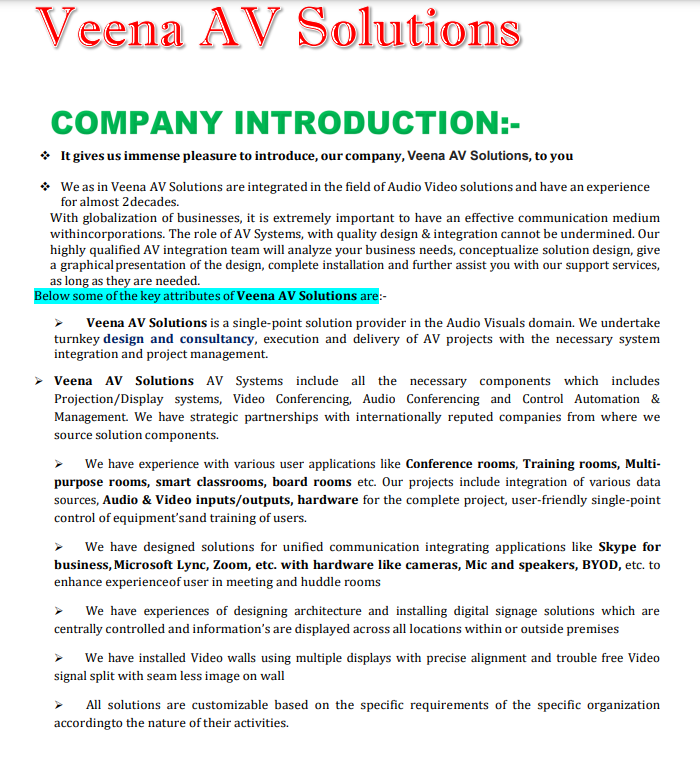 Veena AV Solutions
COMPANY INTRODUCTION:-
❖ It gives us immense pleasure to introduce, our company, Veena AV Solutions, to you
❖ We as in Veena AV Solutions are integrated in the field of Audio Video solutions and have an experience
for almost 2decades.
With globalization of businesses, it is extremely important to have an effective communication medium
withincorporations. The role of AV Systems, with quality design & integration cannot be undermined. Our
highly qualified AV integration team will analyze your business needs, conceptualize solution design, give
a graphicalpresentation of the design, complete installation and further assist you with our support services,
as long as they are needed.
Below some of the key attributes of Veena AV Solutions are:-
➢ Veena AV Solutions is a single-point solution provider in the Audio Visuals domain. We undertake
turnkey design and consultancy, execution and delivery of AV projects with the necessary system
integration and project management.
➢ Veena AV Solutions AV Systems include all the necessary components which includes
Projection/Display systems, Video Conferencing, Audio Conferencing and Control Automation &
Management. We have strategic partnerships with internationally reputed companies from where we
source solution components.
➢ We have experience with various user applications like Conference rooms, Training rooms, Multi-
purpose rooms, smart classrooms, board rooms etc. Our projects include integration of various data
sources, Audio & Video inputs/outputs, hardware for the complete project, user-friendly single-point
control of equipment'sand training of users.
➢ We have designed solutions for unified communication integrating applications like Skype for
business, Microsoft Lync, Zoom, etc. with hardware like cameras, Mic and speakers, BYOD, etc. to
enhance experienceof user in meeting and huddle rooms
➢ We have experiences of designing architecture and installing digital signage solutions which are
centrally controlled and information's are displayed across all locations within or outside premises
➢ We have installed Video walls using multiple displays with precise alignment and trouble free Video
signal split with seam less image on wall
➢ All solutions are customizable based on the specific requirements of the specific organization
accordingto the nature of their activities.